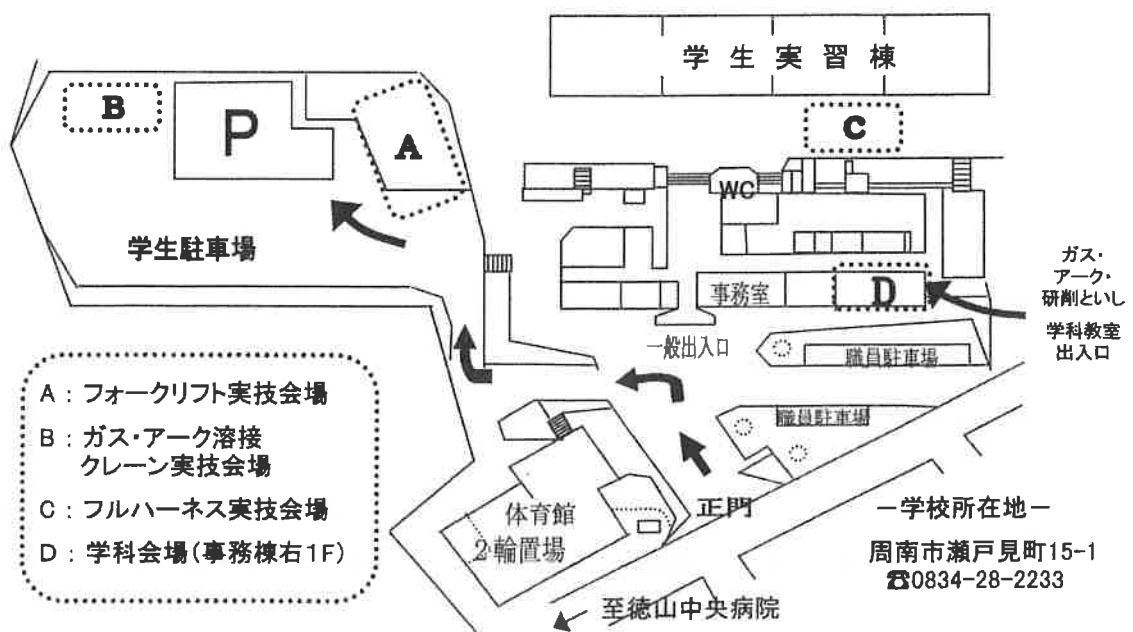 学生実習棟
B
P
A
C
WC
学生駐車場
ガス・
アーク・
研削といし
学科教室
出入口
事務室
D
一般出入口
職員駐車場
職員駐車場
A：フォークリフト実技会場
B：ガス・アーク溶接
クレーン実技会場
C：フルハーネス実技会場
D：学科会場(事務棟右1F)
体育館
2輪置場
正門
－学校所在地－
周南市瀬戸見町15-1
☎0834-28-2233
至徳山中央病院